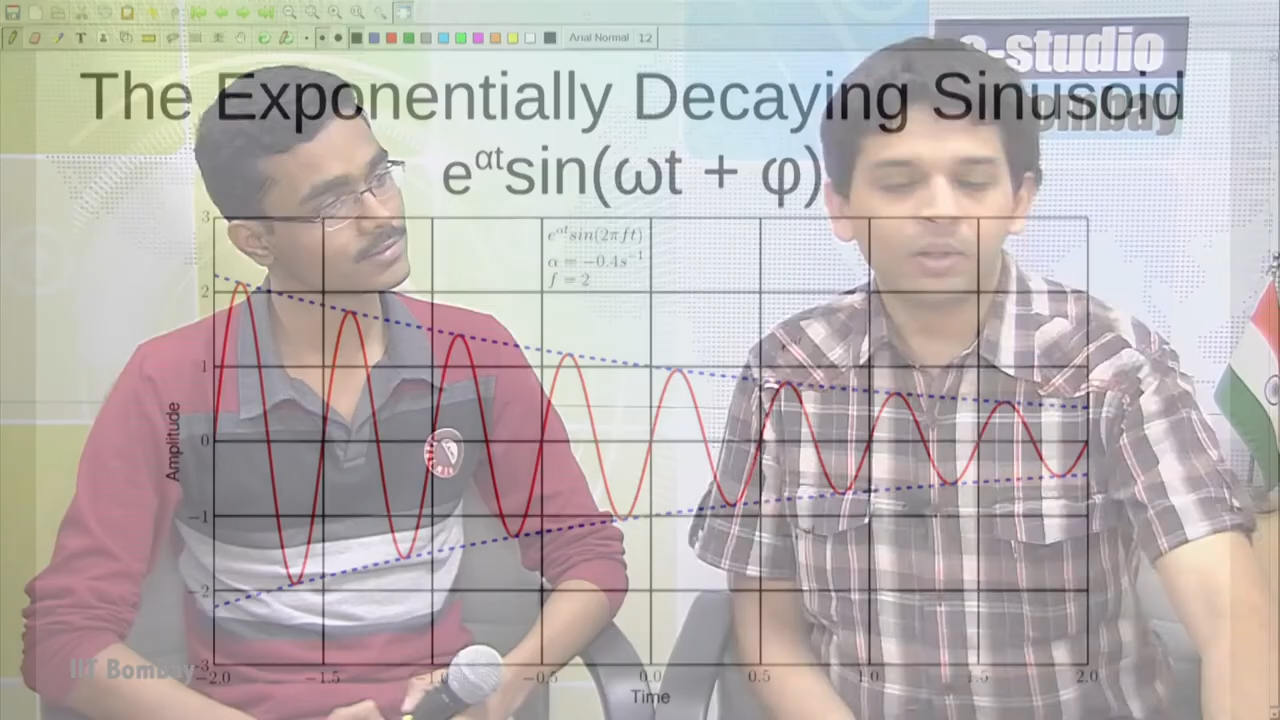 Arial Normal 12
e-studio
Bombay
The Exponentially Decaying Sinusoid
e^αt sin(ωt + φ)
e^αt sin(2πft)
α = −0.4s^−1
f = 2
3
2
1
0
−1
−2
−3
Amplitude
−2.0 −1.5 −1.0 −0.5 0.0 0.5 1.0 1.5 2.0
Time
IIT Bombay